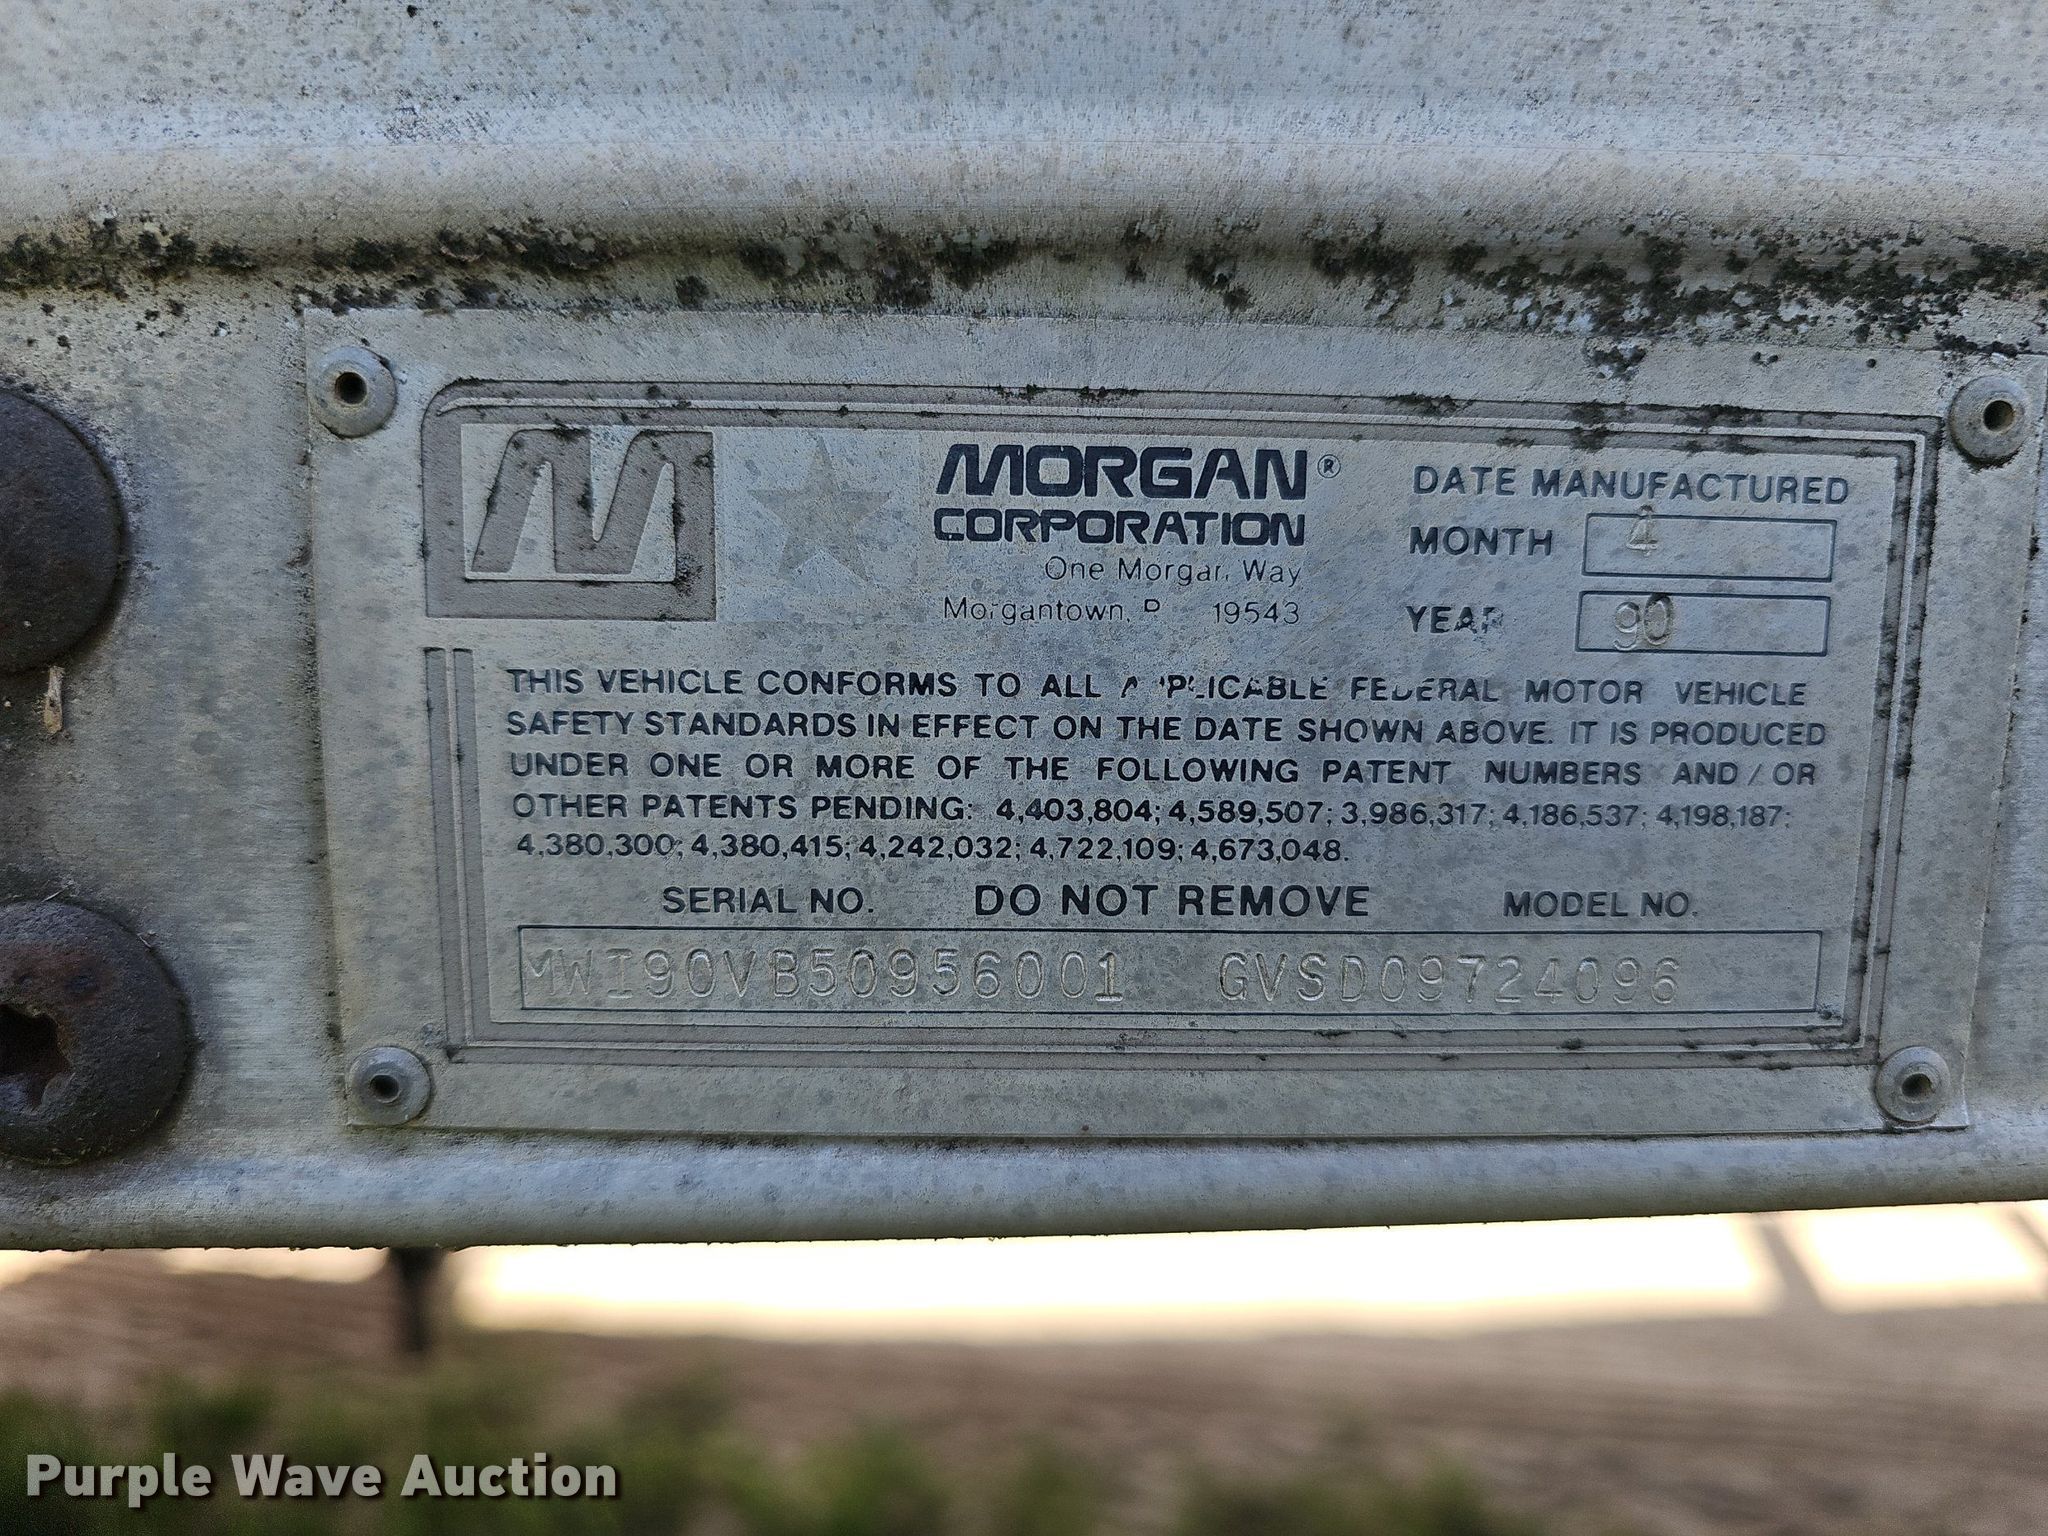 M MORGAN®
CORPORATION
One Morgan Way
Morgantown, P 19543
DATE MANUFACTURED
MONTH 4
YEAR 90
THIS VEHICLE CONFORMS TO ALL APPLICABLE FEDERAL MOTOR VEHICLE
SAFETY STANDARDS IN EFFECT ON THE DATE SHOWN ABOVE. IT IS PRODUCED
UNDER ONE OR MORE OF THE FOLLOWING PATENT NUMBERS AND/OR
OTHER PATENTS PENDING: 4,403,804; 4,589,507; 3,986,317; 4,186,537; 4,198,187;
4,380,300; 4,380,415; 4,242,032; 4,722,109; 4,673,048.
SERIAL NO. DO NOT REMOVE MODEL NO.
MWI90VB50956001 GVSD09724096
Purple Wave Auction